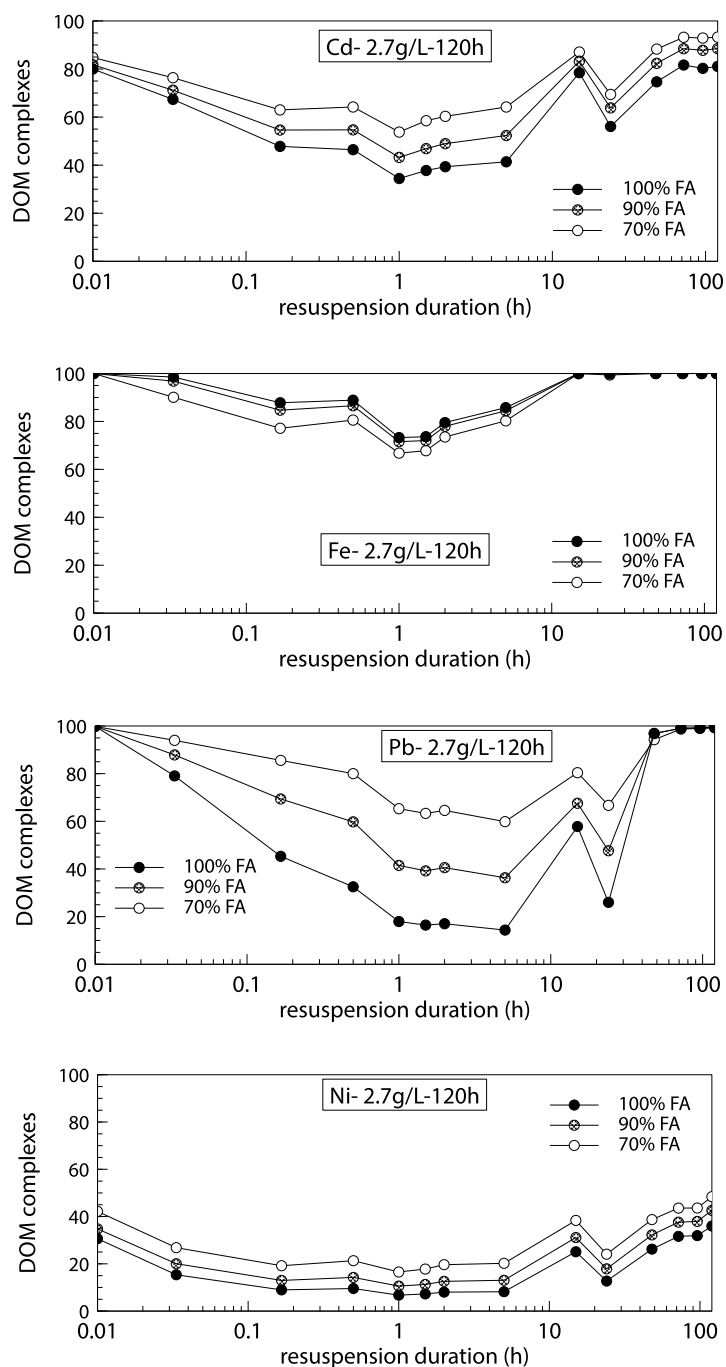 100
Cd- 2.7g/L-120h
80
60
40
100% FA
90% FA
20
70% FA
0
DOM complexes
0.01 0.1 1 10 100
resuspension duration (h)
100
80
60
40
Fe- 2.7g/L-120h
100% FA
90% FA
20
70% FA
0
DOM complexes
0.01 0.1 1 10 100
resuspension duration (h)
100
Pb- 2.7g/L-120h
80
60
40
100% FA
90% FA
70% FA
20
0
DOM complexes
0.01 0.1 1 10 100
resuspension duration (h)
100
Ni- 2.7g/L-120h
100% FA
90% FA
80
70% FA
60
40
20
0
DOM complexes
0.01 0.1 1 10 100
resuspension duration (h)